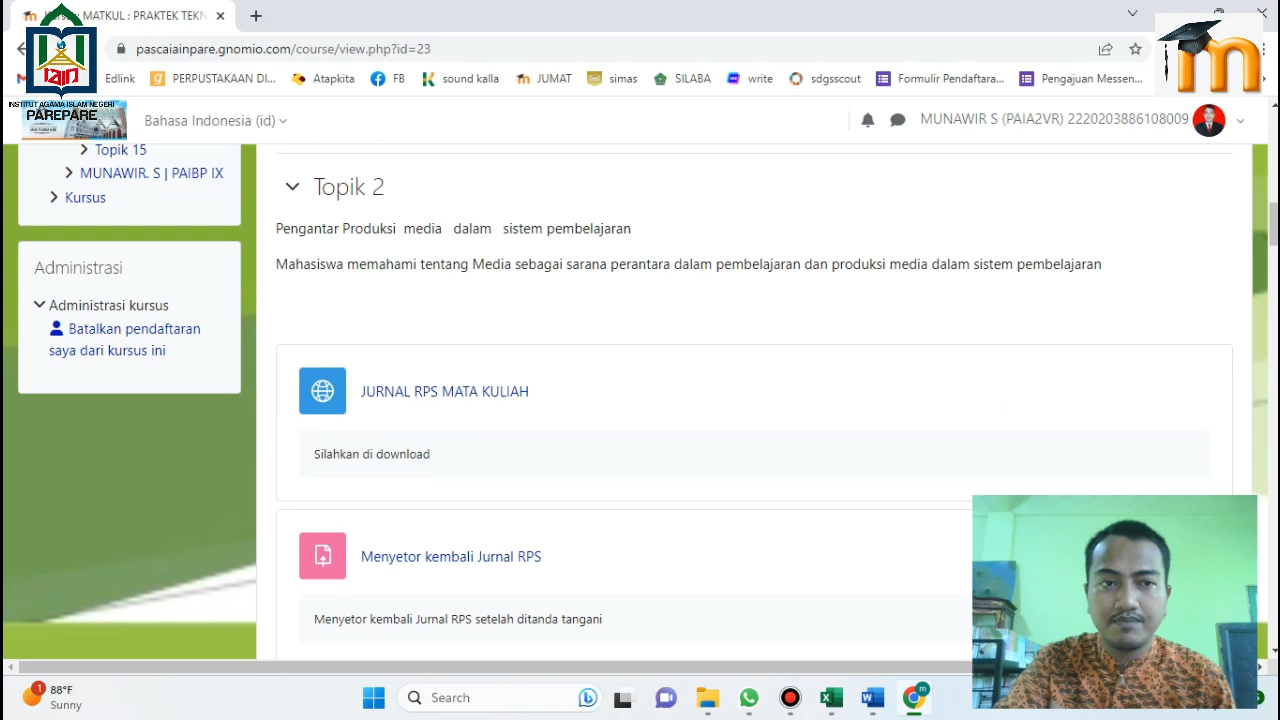 MATKUL : PRAKTEK TEKN
pascaiainpare.gnomio.com/course/view.php?id=23
Edlink
PERPUSTAKAAN DI...
Atapkita
FB
sound kalla
JUMAT
simas
SILABA
write
sdgsscout
Formulir Pendaftara...
Pengajuan Messen...
iain
INSTITUT AGAMA ISLAM NEGERI
PAREPARE
Bahasa Indonesia (id)
MUNAWIR S (PAIA2VR) 2220203886108009
Topik 15
MUNAWIR. S | PAIBP IX
Kursus
Administrasi
Administrasi kursus
Batalkan pendaftaran
saya dari kursus ini
Topik 2
Pengantar Produksi media dalam sistem pembelajaran
Mahasiswa memahami tentang Media sebagai sarana perantara dalam pembelajaran dan produksi media dalam sistem pembelajaran
JURNAL RPS MATA KULIAH
Silahkan di download
Menyetor kembali Jurnal RPS
Menyetor kembali Jurnal RPS setelah ditanda tangani
1
88°F
Sunny
Search